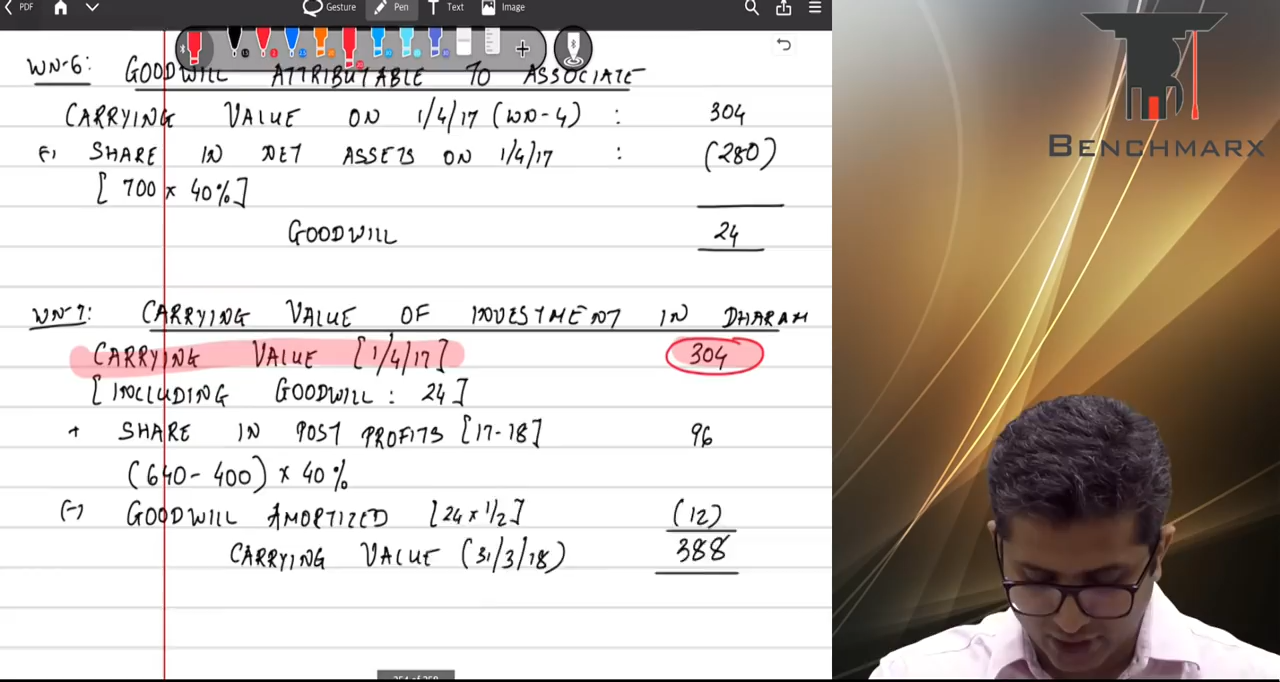 PDF
Gesture
Pen
Text
Image
BENCHMARX
WN-6: GOODWILL ATTRIBUTABLE TO ASSOCIATE
CARRYING VALUE ON 1/4/17 (WN-4) : 304
(-) SHARE IN NET ASSETS ON 1/4/17 : (280)
[700 x 40%]
GOODWILL 24
WN-7: CARRYING VALUE OF INVESTMENT IN DHARAM
CARRYING VALUE [1/4/17] 304
[INCLUDING GOODWILL : 24]
+ SHARE IN POST PROFITS [17-18] 96
(640 - 400) x 40%
(-) GOODWILL AMORTIZED [24 x 1/2] (12)
CARRYING VALUE (31/3/18) 388